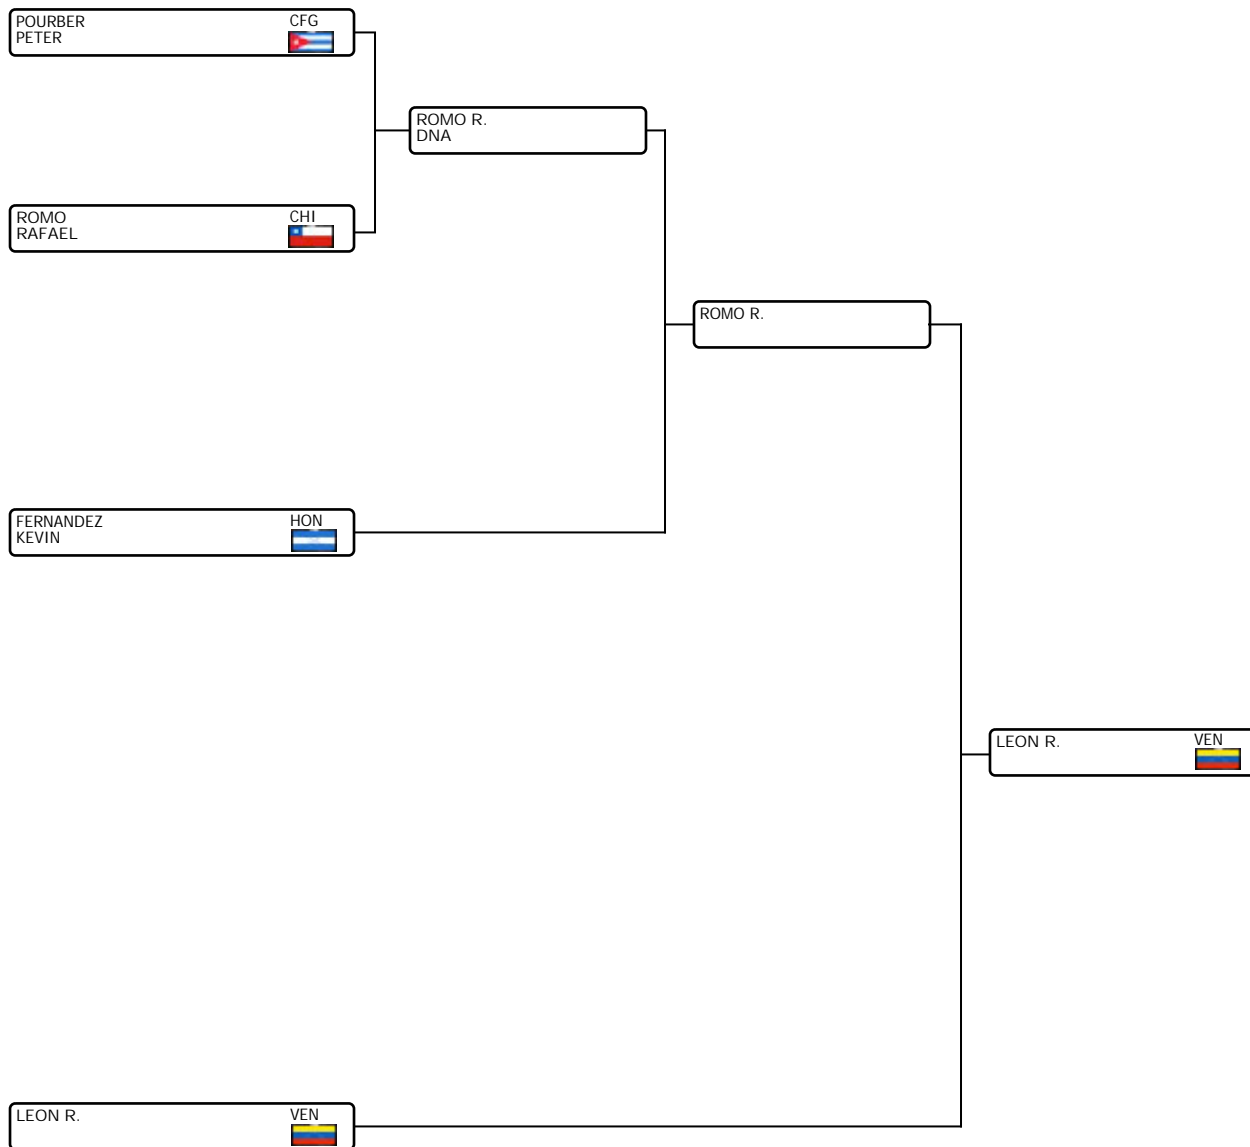 POURBER CFG
PETER
ROMO R.
DNA
ROMO CHI
RAFAEL
ROMO R.
FERNANDEZ HON
KEVIN
LEON R. VEN
LEON R. VEN